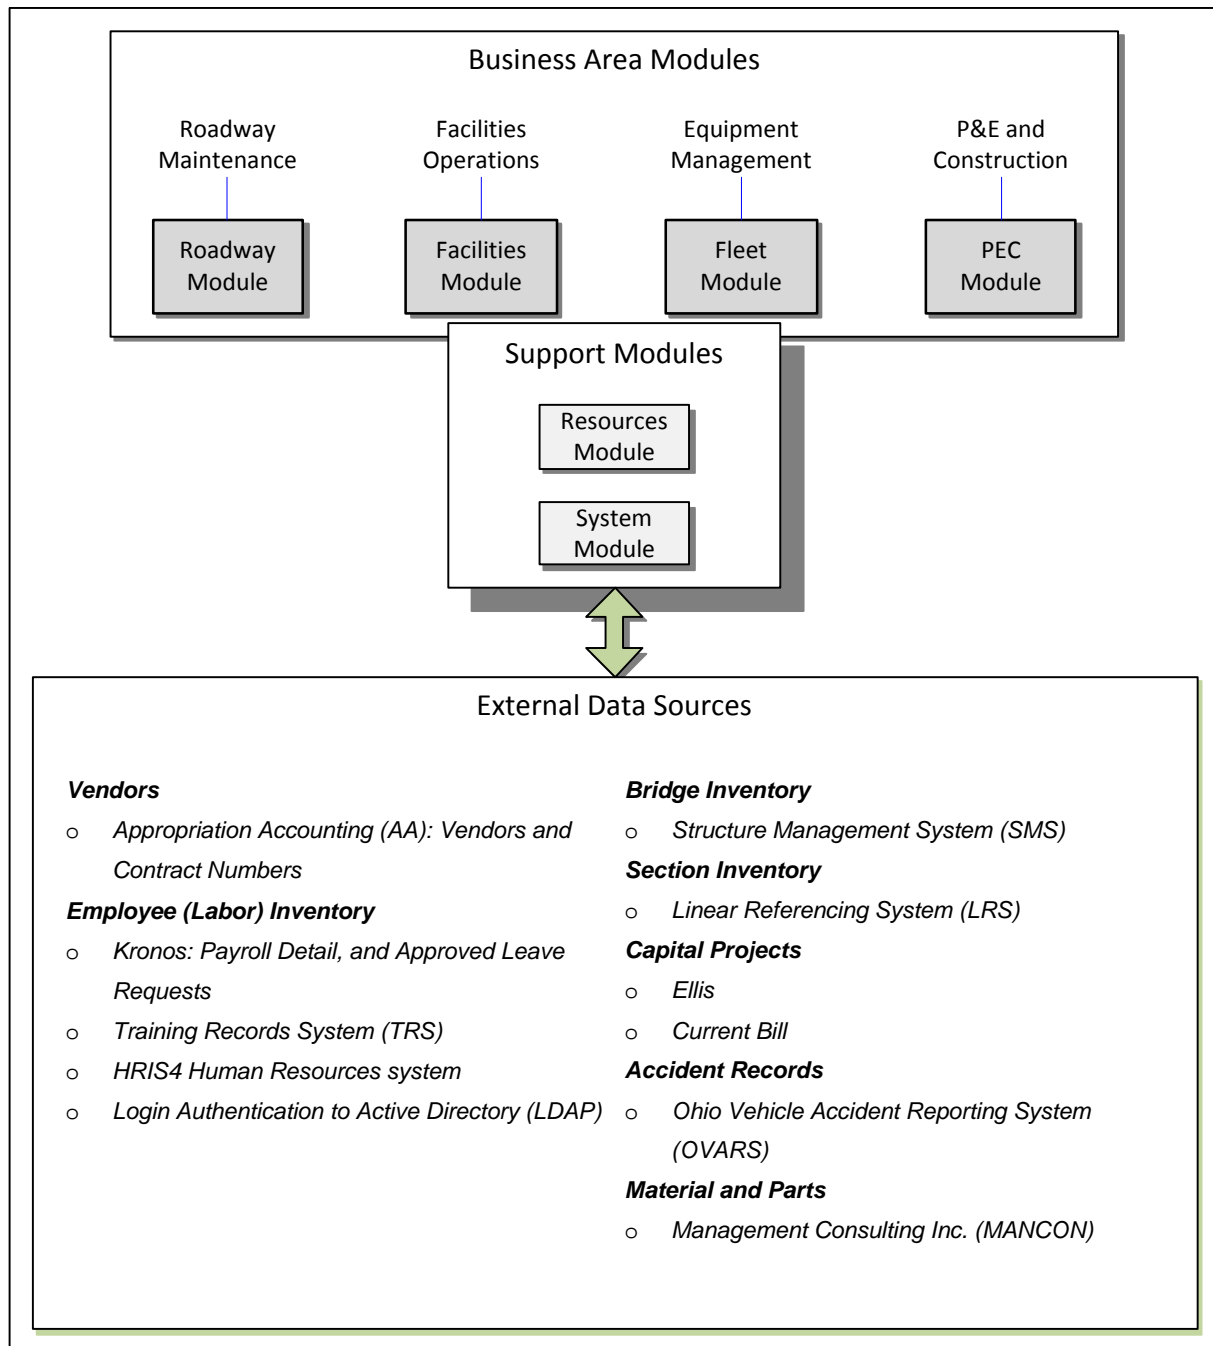 Business Area Modules
Roadway
Maintenance
Facilities
Operations
Equipment
Management
P&E and
Construction
Roadway
Module
Facilities
Module
Fleet
Module
PEC
Module
Support Modules
Resources
Module
System
Module
External Data Sources
Vendors
o Appropriation Accounting (AA): Vendors and
Contract Numbers
Employee (Labor) Inventory
o Kronos: Payroll Detail, and Approved Leave
Requests
o Training Records System (TRS)
o HRIS4 Human Resources system
o Login Authentication to Active Directory (LDAP)
Bridge Inventory
o Structure Management System (SMS)
Section Inventory
o Linear Referencing System (LRS)
Capital Projects
o Ellis
o Current Bill
Accident Records
o Ohio Vehicle Accident Reporting System
(OVARS)
Material and Parts
o Management Consulting Inc. (MANCON)